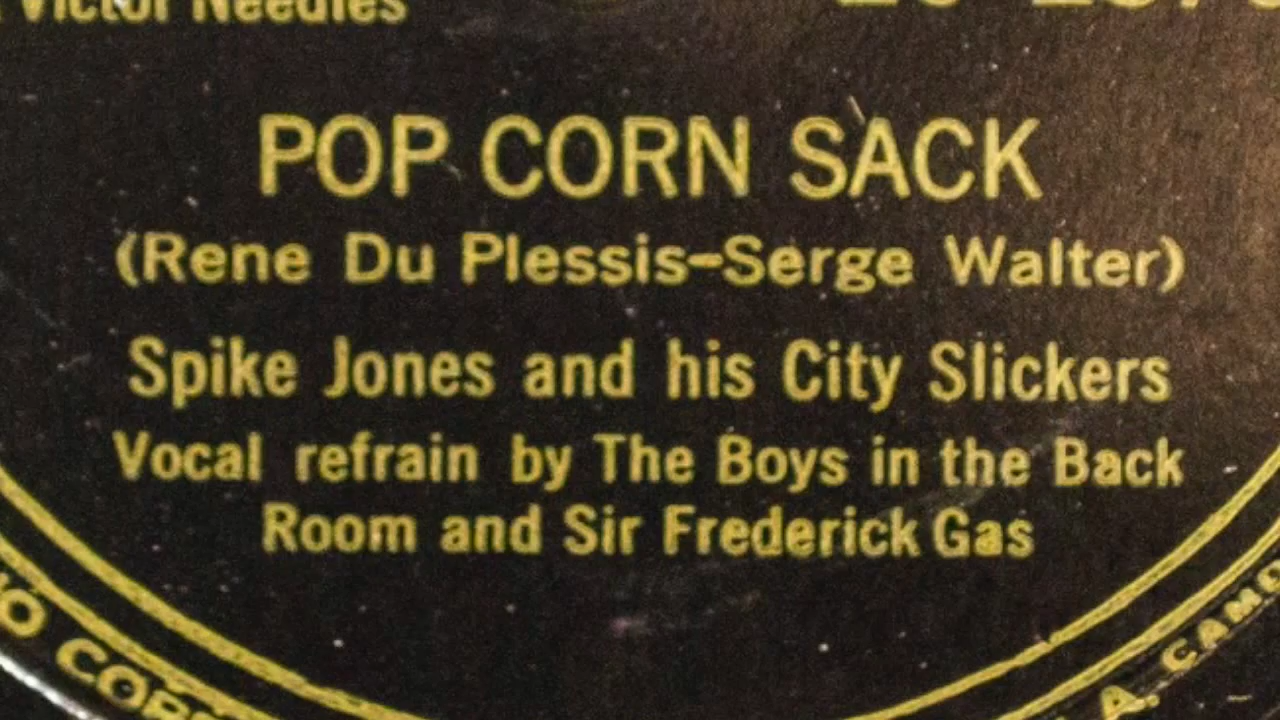 Victor Needles
POP CORN SACK
(Rene Du Plessis-Serge Walter)
Spike Jones and his City Slickers
Vocal refrain by The Boys in the Back
Room and Sir Frederick Gas
A. CAMD